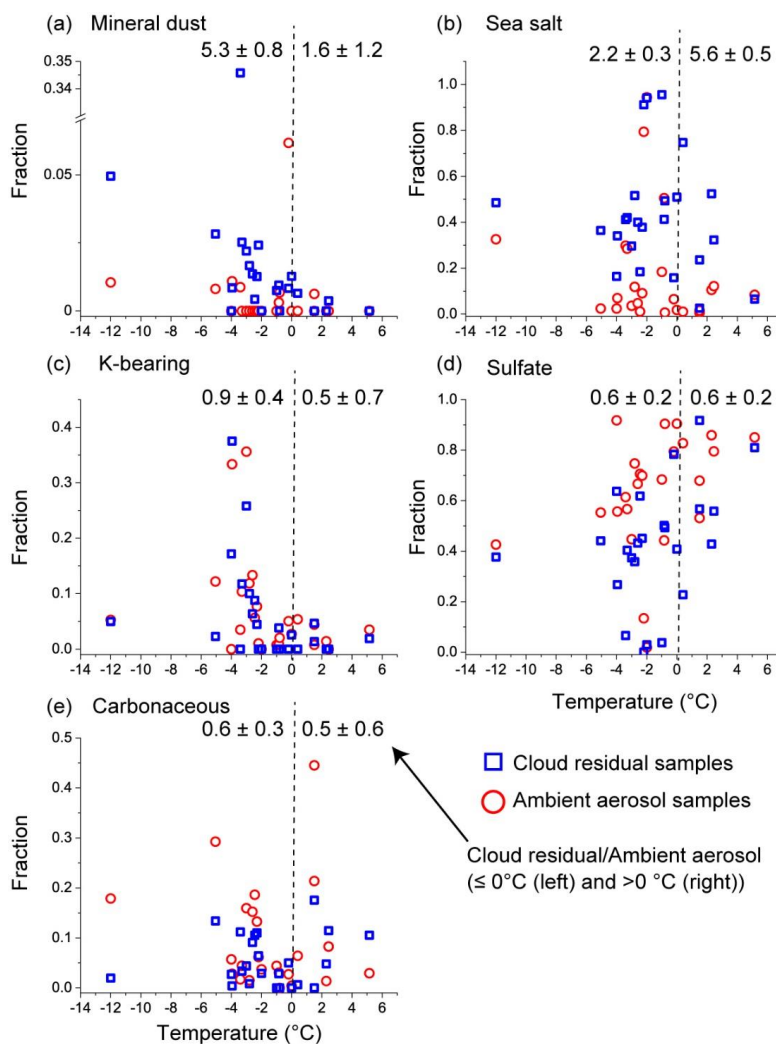 (a) Mineral dust
5.3 ± 0.8 1.6 ± 1.2
0.35
0.34
0.05
0
Fraction
-14 -12 -10 -8 -6 -4 -2 0 2 4 6
(b) Sea salt
2.2 ± 0.3 5.6 ± 0.5
1.0
0.8
0.6
0.4
0.2
0.0
Fraction
-14 -12 -10 -8 -6 -4 -2 0 2 4 6
(c) K-bearing
0.9 ± 0.4 0.5 ± 0.7
0.4
0.3
0.2
0.1
0.0
Fraction
-14 -12 -10 -8 -6 -4 -2 0 2 4 6
(d) Sulfate
0.6 ± 0.2 0.6 ± 0.2
1.0
0.8
0.6
0.4
0.2
0.0
Fraction
-14 -12 -10 -8 -6 -4 -2 0 2 4 6
Temperature (°C)
(e) Carbonaceous
0.6 ± 0.3 0.5 ± 0.6
0.5
0.4
0.3
0.2
0.1
0.0
Fraction
-14 -12 -10 -8 -6 -4 -2 0 2 4 6
Temperature (°C)
Cloud residual samples
Ambient aerosol samples
Cloud residual/Ambient aerosol
(≤ 0°C (left) and >0 °C (right))